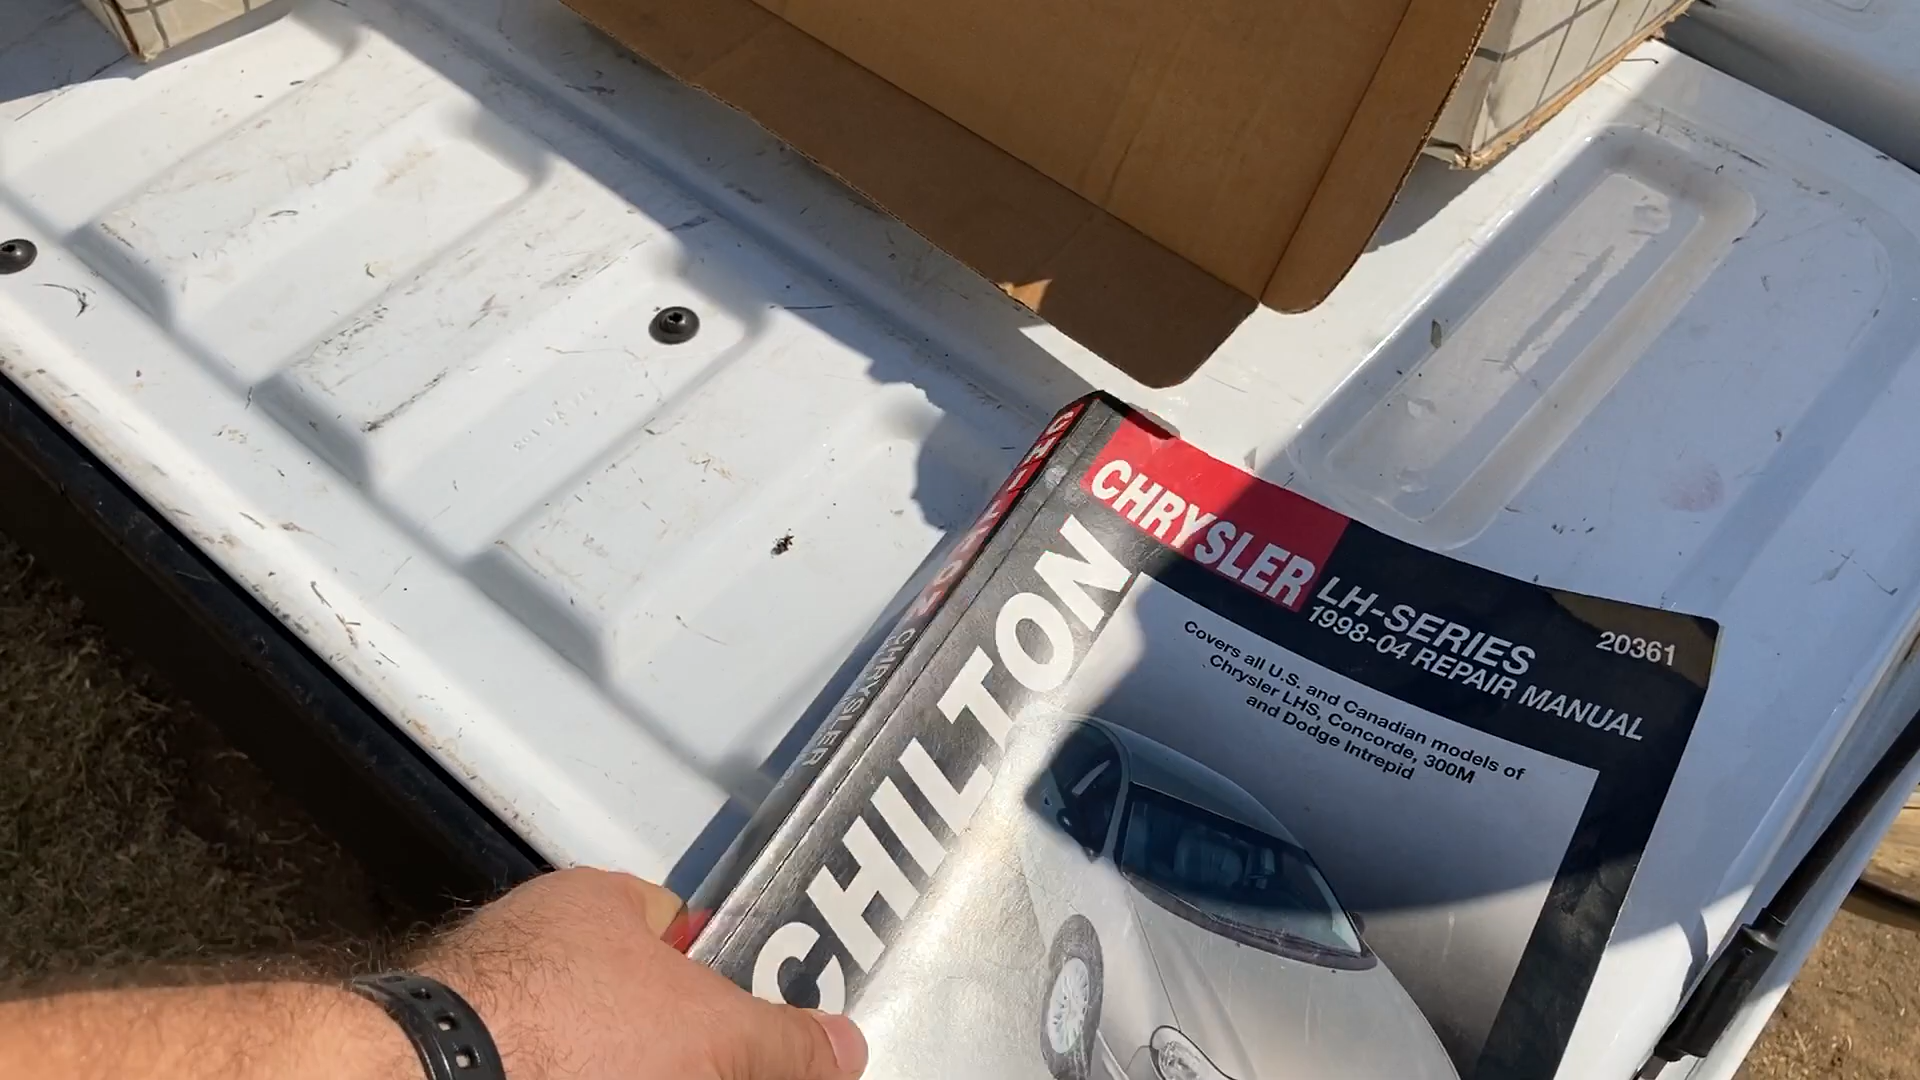 CHRYSLER
LH-SERIES
1998-04 REPAIR MANUAL
20361
Covers all U.S. and Canadian models of
Chrysler LHS, Concorde, 300M
and Dodge Intrepid
CHILTON
CHRYSLER